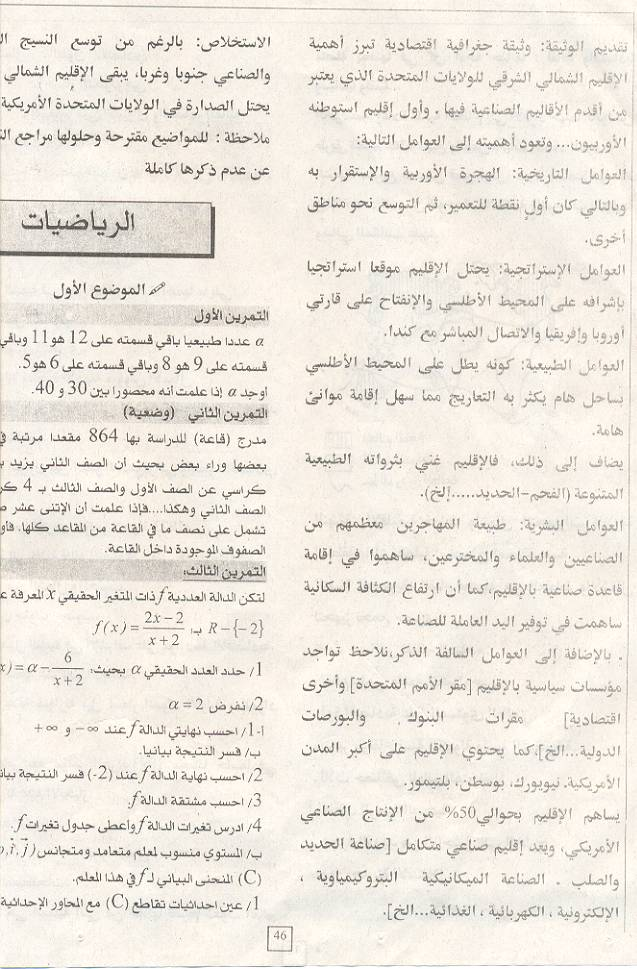 تقديم الوثيقة: وثيقة جغرافية اقتصادية تبرز أهمية
الإقليم الشمالي الشرقي للولايات المتحدة الذي يعتبر
من أقدم الأقاليم الصناعية فيها . وأول إقليم استوطنه
الأوربيون... وتعود أهميته إلى العوامل التالية:
العوامل التاريخية: الهجرة الأوربية والإستقرار به
وبالتالي كان أول نقطة للتعمير، ثم التوسع نحو مناطق
أخرى.
العوامل الإستراتجية: يحتل الإقليم موقعا استراتجيا
بإشرافه على المحيط الأطلسي والإنفتاح على قارتي
أوروبا وإفريقيا والاتصال المباشر مع كندا.
العوامل الطبيعية: كونه يطل على المحيط الأطلسي
بساحل هام يكثر به التعاريج مما سهل إقامة موانئ
هامة.
يضاف إلى ذلك، فالإقليم غني بثرواته الطبيعية
المتنوعة (الفحم-الحديد.....إلخ).
العوامل البشرية: طبيعة المهاجرين معظمهم من
الصناعيين والعلماء والمخترعين، ساهموا في إقامة
قاعدة صناعية بالإقليم،كما أن ارتفاع الكثافة السكانية
ساهمت في توفير اليد العاملة للصناعة.
. بالإضافة إلى العوامل السالفة الذكر،نلاحظ تواجد
مؤسسات سياسية بالإقليم [مقر الأمم المتحدة] وأخرى
اقتصادية] مقرات البنوك والبورصات
الدولية...الخ]،كما يحتوي الإقليم على أكبر المدن
الأمريكية. نيويورك، بوسطن، بلتيمور.
يساهم الإقليم بحوالي50% من الإنتاج الصناعي
الأمريكي، ويعد إقليم صناعي متكامل [صناعة الحديد
والصلب . الصناعة الميكانيكية البتروكيماوية ،
الإلكترونية ، الكهربائية ، الغذائية...الخ].
الاستخلاص: بالرغم من توسع النسيج
والصناعي جنوبا وغربا، يبقى الإقليم الشمالي
يحتل الصدارة في الولايات المتحدة الأمريكية
ملاحظة : للمواضيع مقترحة وحلولها مراجع
عن عدم ذكرها كاملة
الرياضيات
الموضوع الأول
التمرين الأول
α عددا طبيعيا باقي قسمته على 12 هو 11 وباقي
قسمته على 9 هو 8 وباقي قسمته على 6 هو 5.
أوجد α إذا علمت أنه محصورا بين 30 و 40.
التمرين الثاني (وضعية)
مدرج (قاعة) للدراسة بها 864 مقعدا مرتبة
بعضها وراء بعض بحيث أن الصف الثاني يزيد
كراسي عن الصف الأول والصف الثالث بـ 4
الصف الثاني وهكذا....فإذا علمت أن الإثنى عشر
تشمل على نصف ما في القاعة من المقاعد كلها.
الصفوف الموجودة داخل القاعة.
التمرين الثالث:
لتكن الدالة العددية f ذات المتغير الحقيقي x المعرفة
R-{-2} بـ: f(x)=(2x-2)/(x+2)
1/ حدد العدد الحقيقي α بحيث: x)=α-6/(x+2)
2/ نفرض α=2
أ-1/ احسب نهايتي الدالة f عند ∞- و ∞+
ب/ فسر النتيجة بيانيا.
2/ احسب نهاية الدالة f عند (2-) فسر النتيجة
3/ احسب مشتقة الدالة f.
4/ ادرس تغيرات الدالة f واعطى جدول تغيرات f.
ب/ المستوي منسوب لمعلم متعامد ومتجانس (o,i,j)
(C) المنحنى البياني لـ f في هذا المعلم.
1/ عين احداثيات تقاطع (C) مع المحاور الإحداثية
46